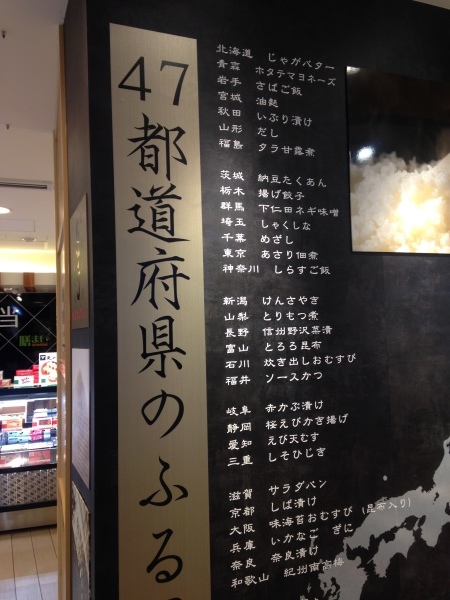 47都道府県のふる
北海道 じゃがバター
青森 ホタテマヨネーズ
岩手 さばご飯
宮城 油麩
秋田 いぶり漬け
山形 だし
福島 タラ甘露煮
茨城 納豆たくあん
栃木 揚げ餃子
群馬 下仁田ネギ味噌
埼玉 しゃくしな
千葉 めざし
東京 あさり佃煮
神奈川 しらすご飯
新潟 けんさやき
山梨 とりもつ煮
長野 信州野沢菜漬
富山 とろろ昆布
石川 炊き出しおむすび
福井 ソースかつ
岐阜 赤かぶ漬け
静岡 桜えびかき揚げ
愛知 えび天むす
三重 しそひじき
滋賀 サラダパン
京都 しば漬け
大阪 味海苔おむすび (昆布入り)
兵庫 いかなご ぎに
奈良 奈良漬け
和歌山 紀州南高梅
当